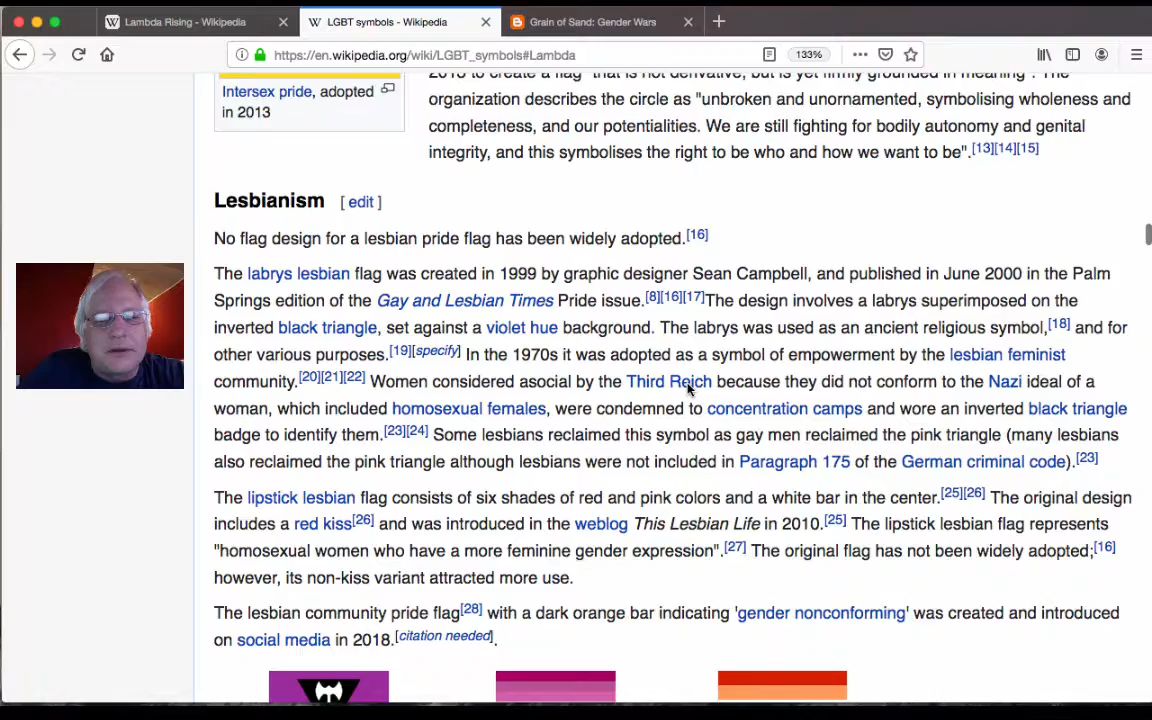 Lambda Rising - Wikipedia
LGBT symbols - Wikipedia
Grain of Sand: Gender Wars
https://en.wikipedia.org/wiki/LGBT_symbols#Lambda
133%
2013 to create a flag "that is not derivative, but is yet firmly grounded in meaning". The
Intersex pride, adopted
in 2013
organization describes the circle as "unbroken and unornamented, symbolising wholeness and
completeness, and our potentialities. We are still fighting for bodily autonomy and genital
integrity, and this symbolises the right to be who and how we want to be".[13][14][15]
Lesbianism [ edit ]
No flag design for a lesbian pride flag has been widely adopted.[16]
The labrys lesbian flag was created in 1999 by graphic designer Sean Campbell, and published in June 2000 in the Palm
Springs edition of the Gay and Lesbian Times Pride issue.[8][16][17]The design involves a labrys superimposed on the
inverted black triangle, set against a violet hue background. The labrys was used as an ancient religious symbol,[18] and for
other various purposes.[19][specify] In the 1970s it was adopted as a symbol of empowerment by the lesbian feminist
community.[20][21][22] Women considered asocial by the Third Reich because they did not conform to the Nazi ideal of a
woman, which included homosexual females, were condemned to concentration camps and wore an inverted black triangle
badge to identify them.[23][24] Some lesbians reclaimed this symbol as gay men reclaimed the pink triangle (many lesbians
also reclaimed the pink triangle although lesbians were not included in Paragraph 175 of the German criminal code).[23]
The lipstick lesbian flag consists of six shades of red and pink colors and a white bar in the center.[25][26] The original design
includes a red kiss[26] and was introduced in the weblog This Lesbian Life in 2010.[25] The lipstick lesbian flag represents
"homosexual women who have a more feminine gender expression".[27] The original flag has not been widely adopted;[16]
however, its non-kiss variant attracted more use.
The lesbian community pride flag[28] with a dark orange bar indicating 'gender nonconforming' was created and introduced
on social media in 2018.[citation needed].